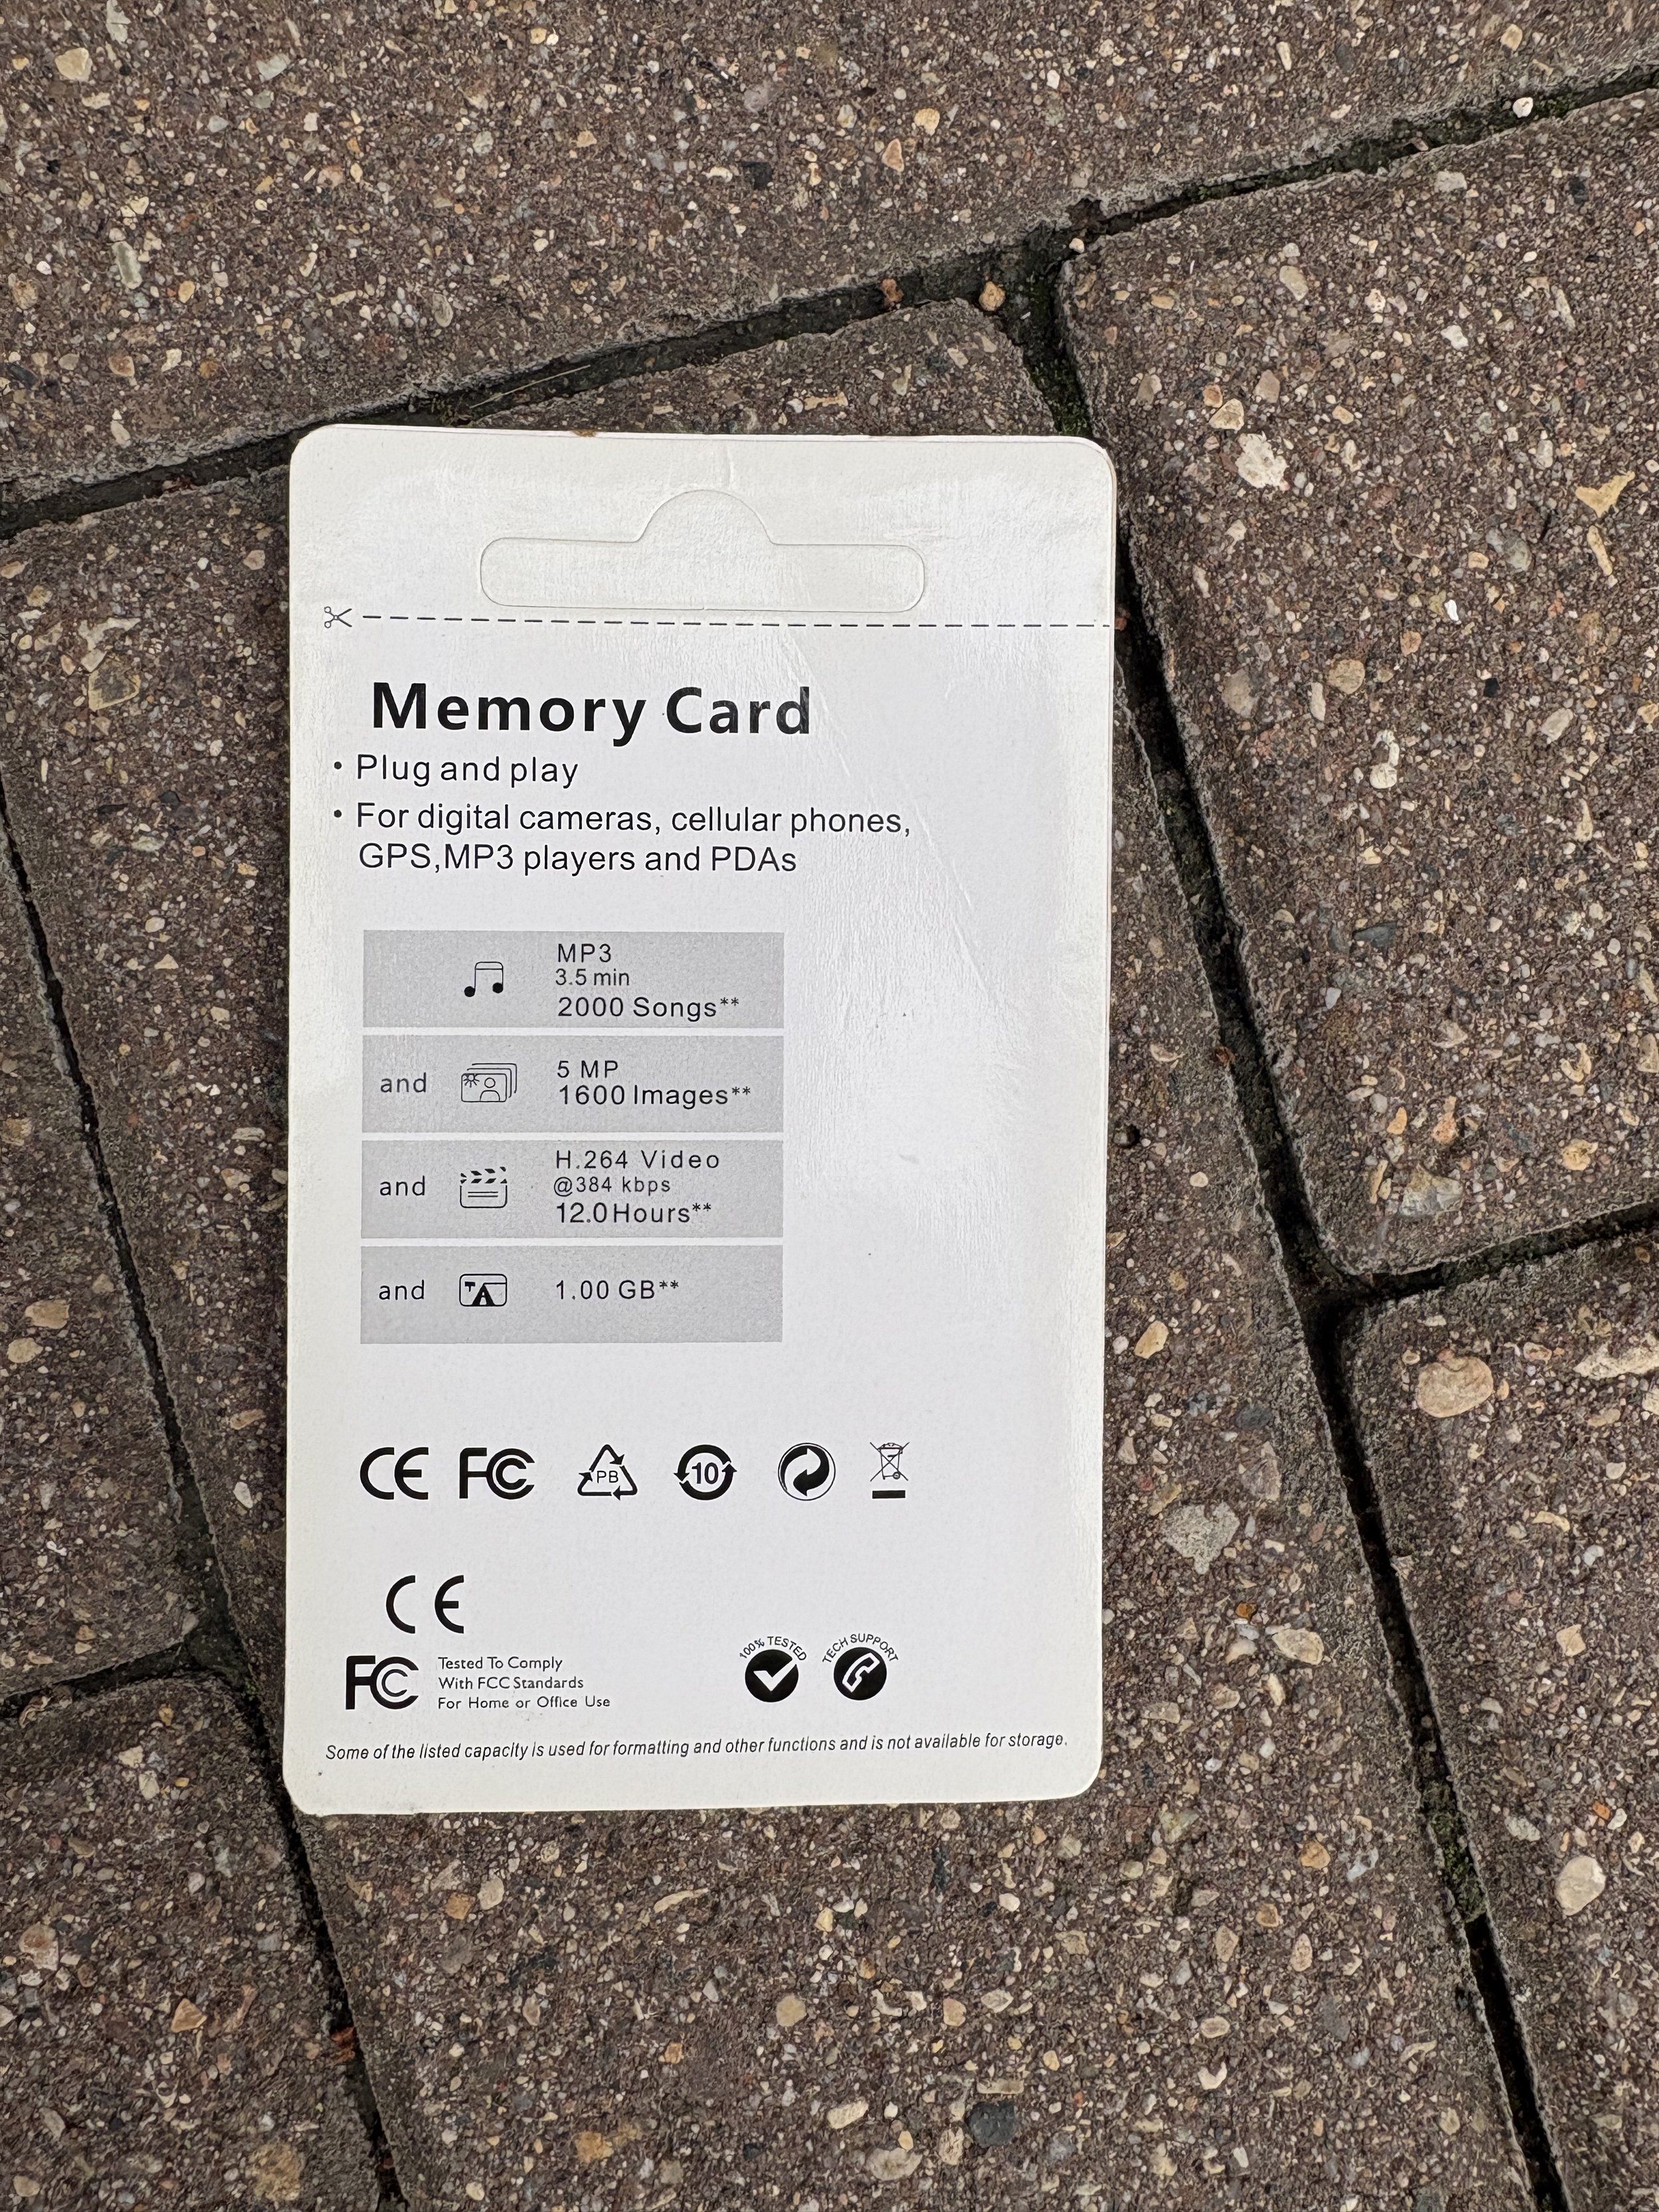 Memory Card
• Plug and play
• For digital cameras, cellular phones,
GPS,MP3 players and PDAs
MP3
3.5 min
2000 Songs**
and
5 MP
1600 Images**
and
H.264 Video
@384 kbps
12.0 Hours**
and
TA
1.00 GB**
CE FC PB 10
CE
FC
Tested To Comply
With FCC Standards
For Home or Office Use
100% TESTED
TECH SUPPORT
Some of the listed capacity is used for formatting and other functions and is not available for storage.